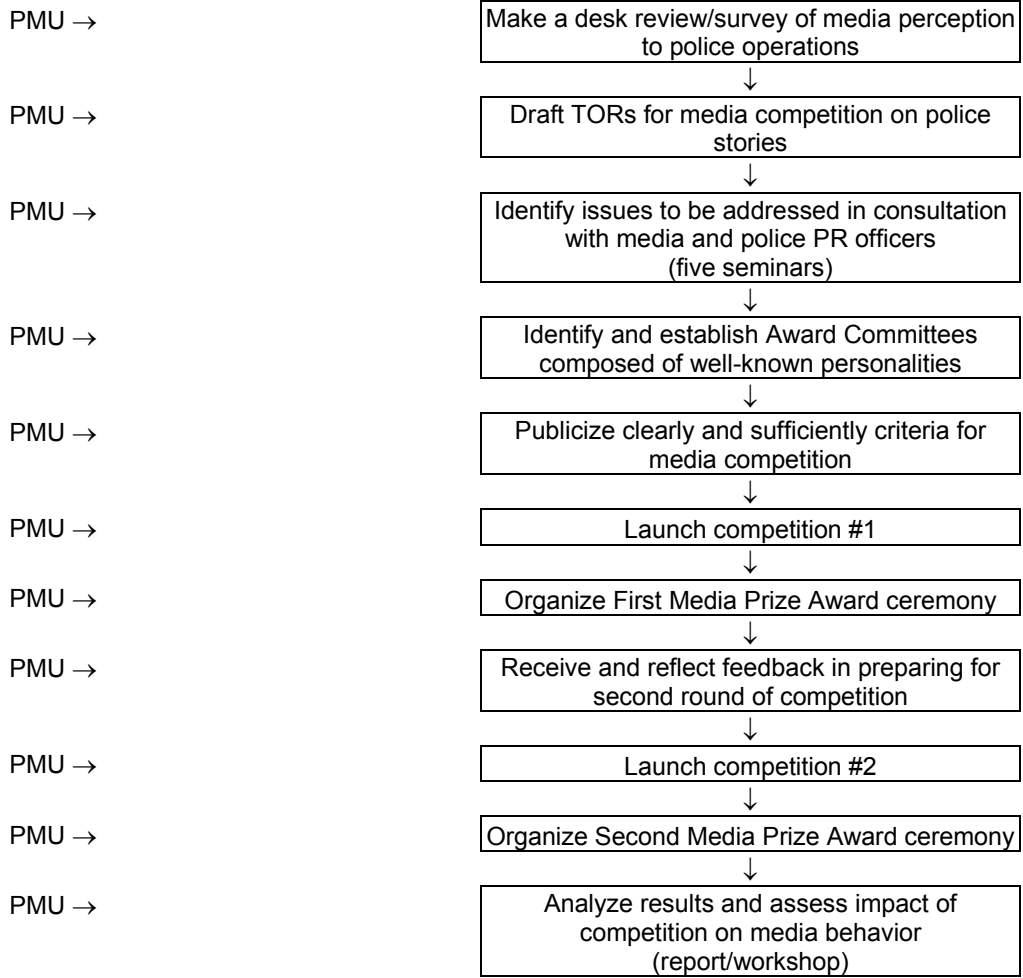 PMU →
Make a desk review/survey of media perception
to police operations
↓
PMU →
Draft TORs for media competition on police
stories
↓
PMU →
Identify issues to be addressed in consultation
with media and police PR officers
(five seminars)
↓
PMU →
Identify and establish Award Committees
composed of well-known personalities
↓
PMU →
Publicize clearly and sufficiently criteria for
media competition
↓
PMU →
Launch competition #1
↓
PMU →
Organize First Media Prize Award ceremony
↓
PMU →
Receive and reflect feedback in preparing for
second round of competition
↓
PMU →
Launch competition #2
↓
PMU →
Organize Second Media Prize Award ceremony
↓
PMU →
Analyze results and assess impact of
competition on media behavior
(report/workshop)